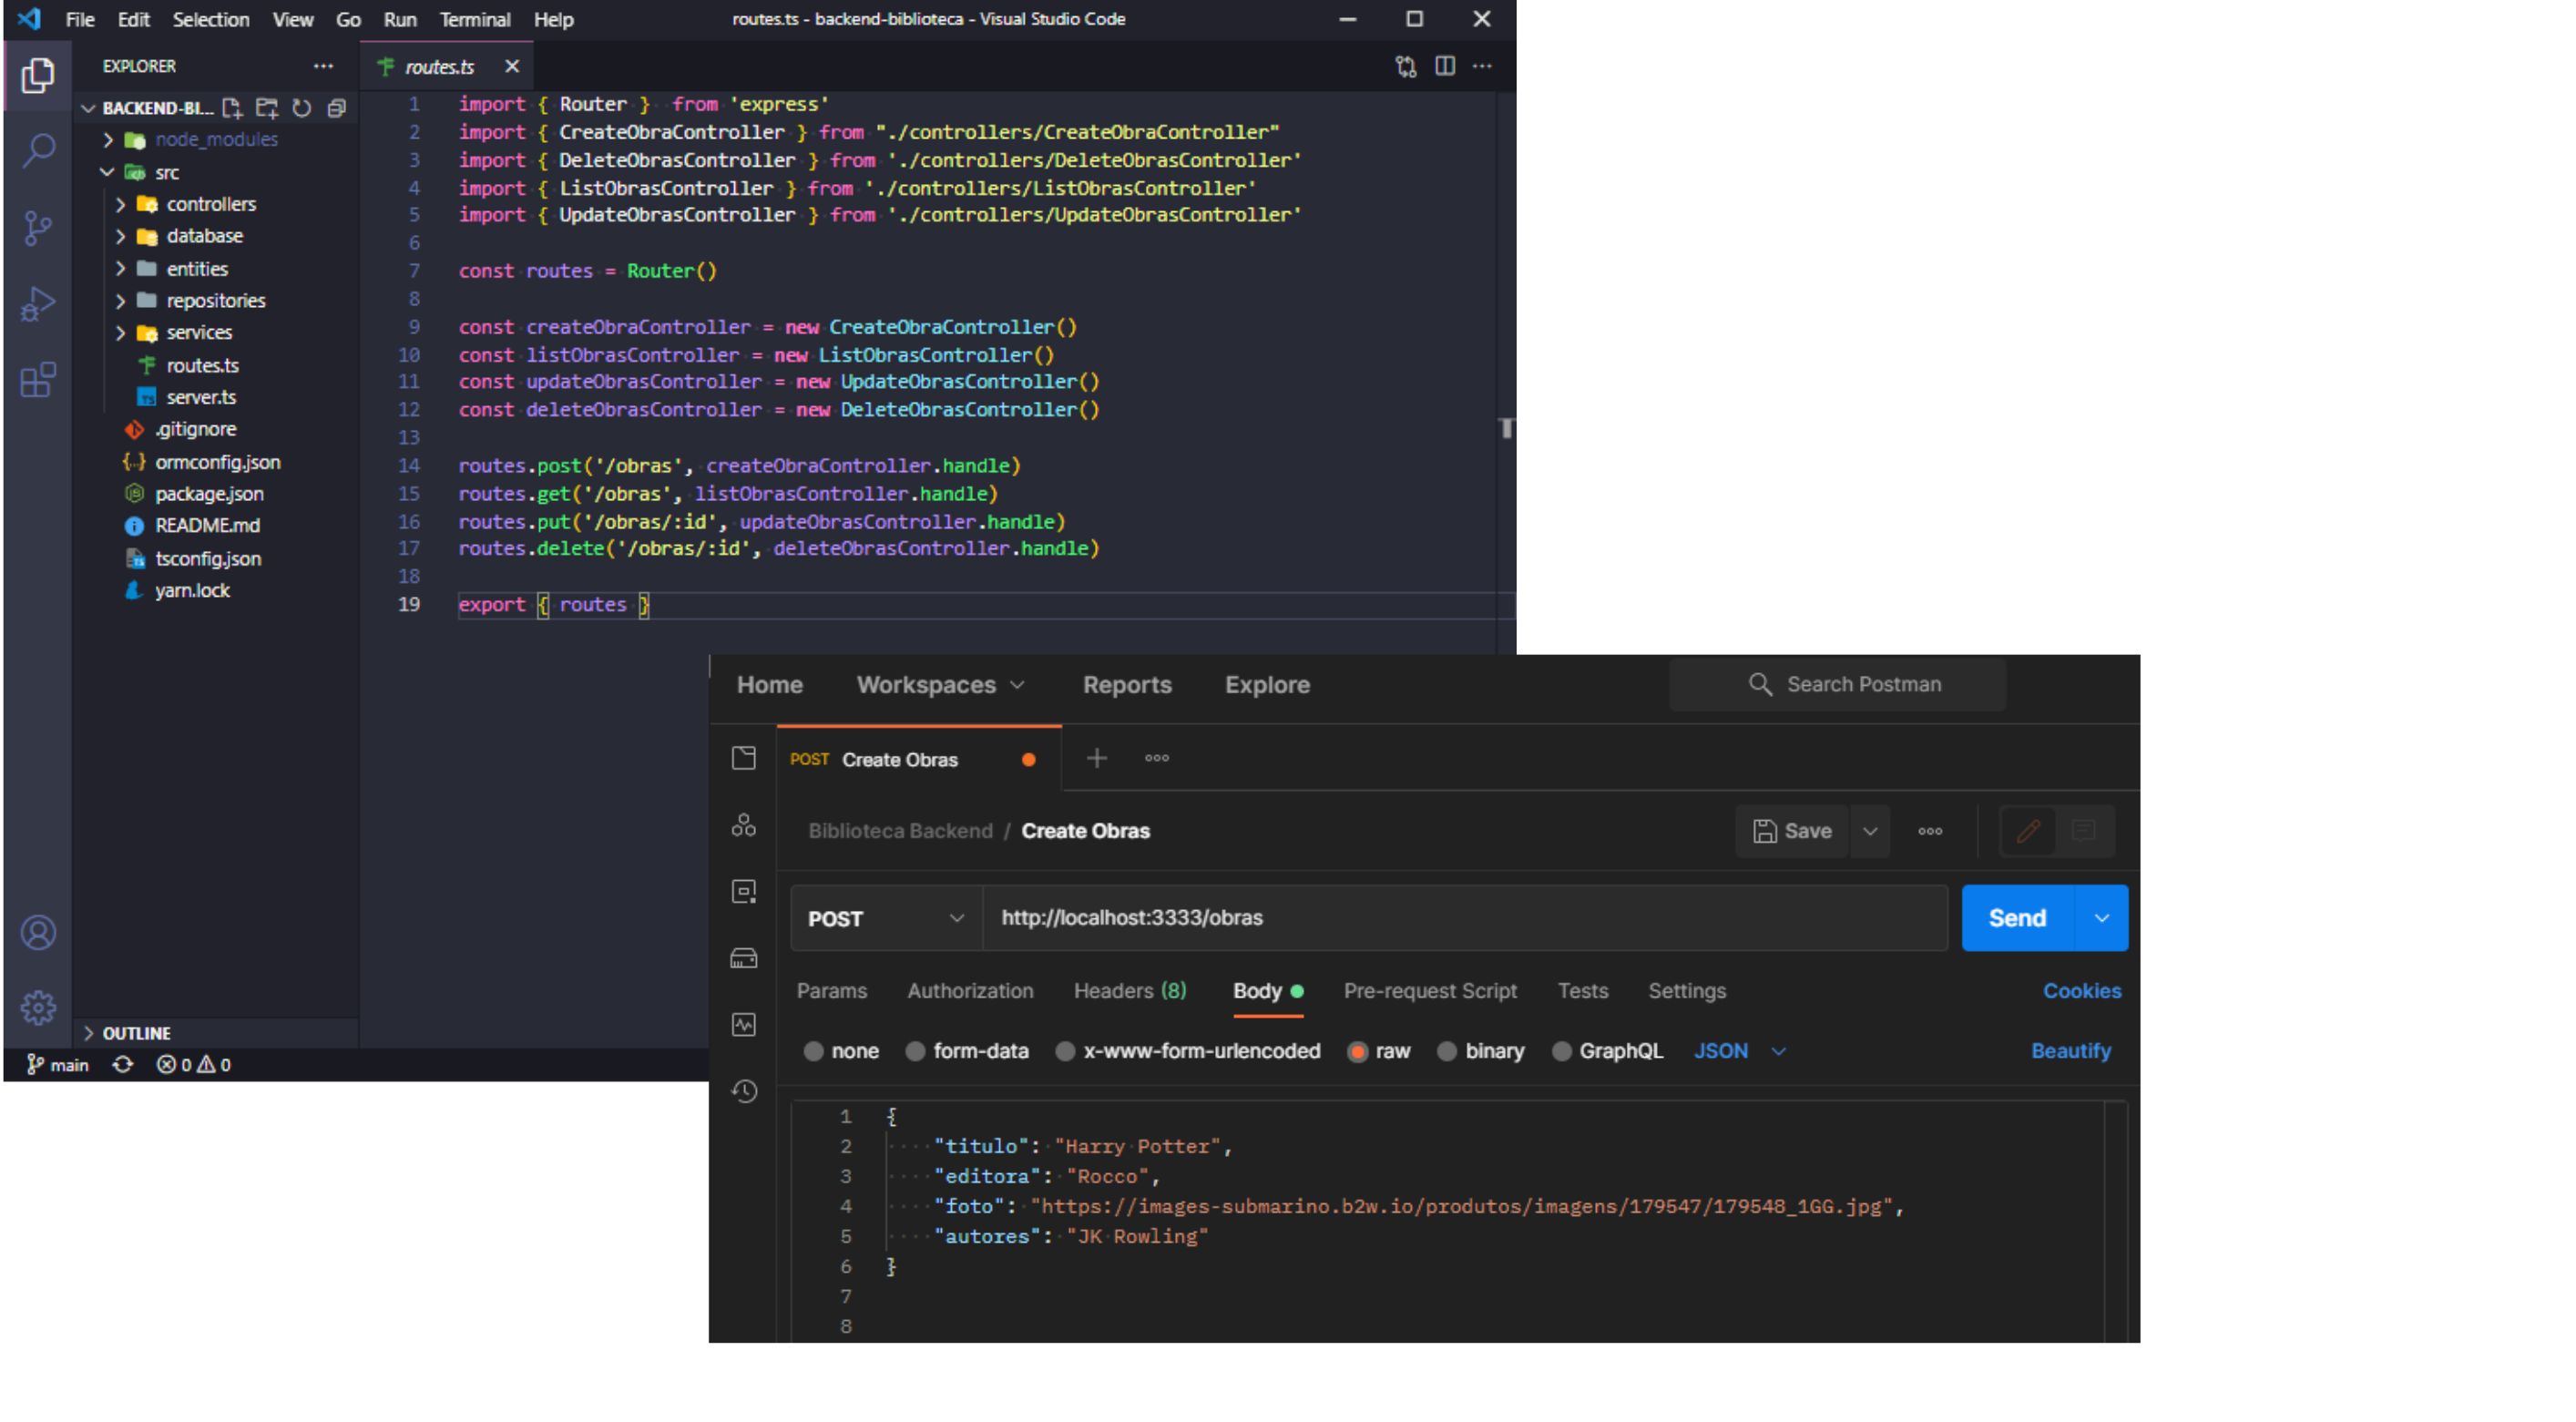 File Edit Selection View Go Run Terminal Help
routes.ts - backend-biblioteca - Visual Studio Code
EXPLORER
BACKEND-BI...
node_modules
src
controllers
database
entities
repositories
services
routes.ts
server.ts
.gitignore
ormconfig.json
package.json
README.md
tsconfig.json
yarn.lock
OUTLINE
main 0 0
routes.ts
1 import { Router } from 'express'
2 import { CreateObraController } from "./controllers/CreateObraController"
3 import { DeleteObrasController } from './controllers/DeleteObrasController'
4 import { ListObrasController } from './controllers/ListObrasController'
5 import { UpdateObrasController } from './controllers/UpdateObrasController'
6
7 const routes = Router()
8
9 const createObraController = new CreateObraController()
10 const listObrasController = new ListObrasController()
11 const updateObrasController = new UpdateObrasController()
12 const deleteObrasController = new DeleteObrasController()
13
14 routes.post('/obras', createObraController.handle)
15 routes.get('/obras', listObrasController.handle)
16 routes.put('/obras/:id', updateObrasController.handle)
17 routes.delete('/obras/:id', deleteObrasController.handle)
18
19 export { routes }
Home Workspaces Reports Explore Search Postman
POST Create Obras
Biblioteca Backend / Create Obras Save
POST http://localhost:3333/obras Send
Params Authorization Headers (8) Body Pre-request Script Tests Settings Cookies
none form-data x-www-form-urlencoded raw binary GraphQL JSON Beautify
1 {
2 "titulo": "Harry Potter",
3 "editora": "Rocco",
4 "foto": "https://images-submarino.b2w.io/produtos/imagens/179547/179548_1GG.jpg",
5 "autores": "JK Rowling"
6 }
7
8